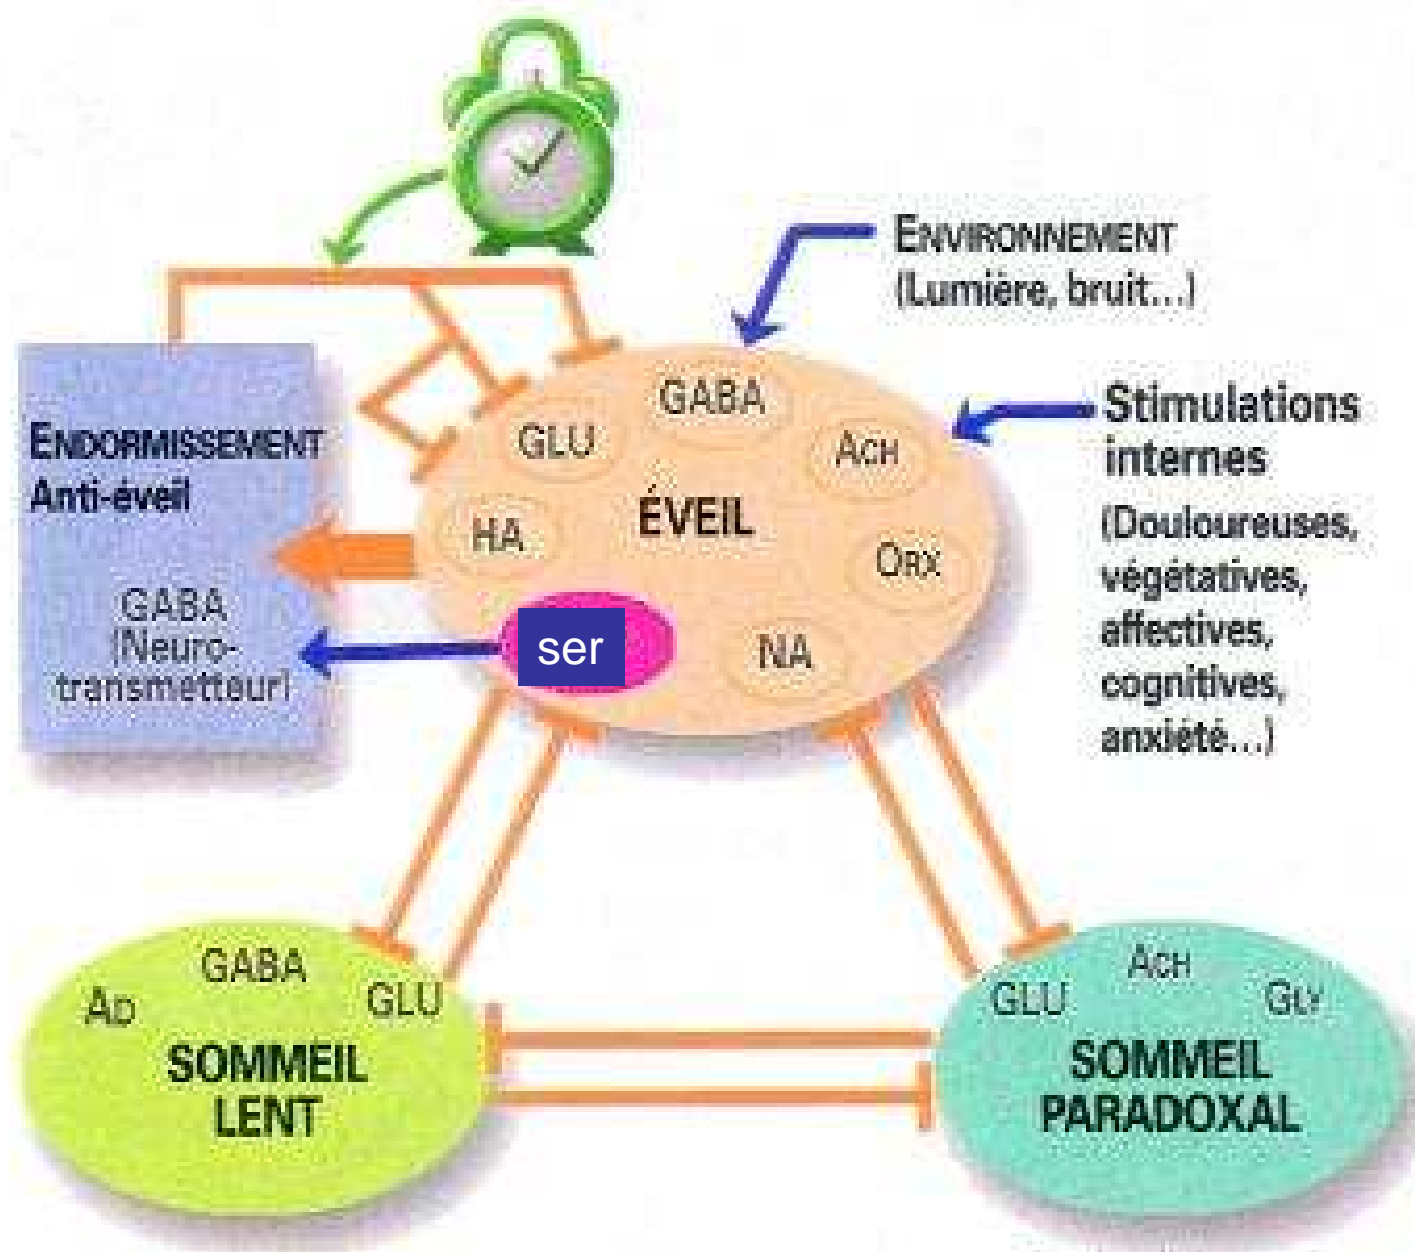 ENVIRONNEMENT
(Lumière, bruit...)
Stimulations
internes
(Douloureuses,
végétatives,
affectives,
cognitives,
anxiété...)
ENDORMISSEMENT
Anti-éveil
GABA
(Neuro-
transmetteur)
GABA
GLU
ACH
HA
ÉVEIL
ORX
ser
NA
GABA
AD
GLU
SOMMEIL
LENT
ACH
GLU
GLY
SOMMEIL
PARADOXAL